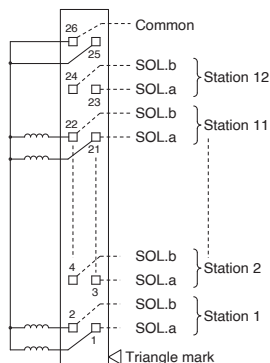 26 Common
25
24 SOL.b
Station 12
23 SOL.a
22 SOL.b
Station 11
21 SOL.a
4 SOL.b
Station 2
3 SOL.a
2 SOL.b
Station 1
1 SOL.a
Triangle mark